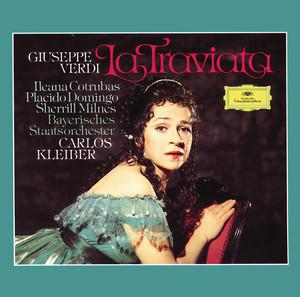 GIUSEPPE
VERDI
La Traviata
Ileana Cotrubas
Placido Domingo
Sherrill Milnes
Bayerisches
Staatsorchester
CARLOS
KLEIBER
Deutsche
Grammophon